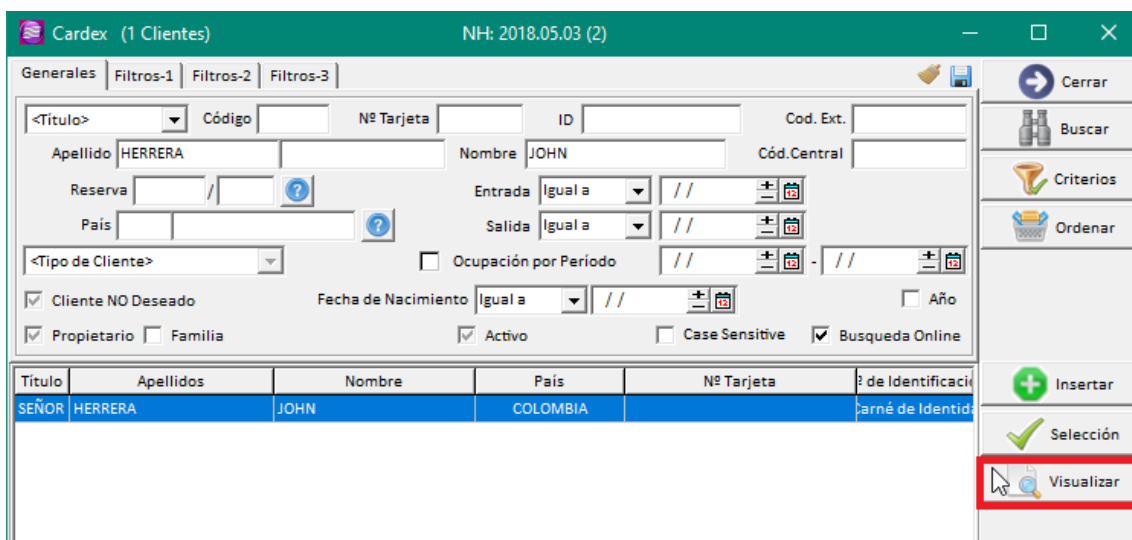 Cardex (1 Clientes) NH: 2018.05.03 (2)
Generales Filtros-1 Filtros-2 Filtros-3 Cerrar
<Título> Código Nº Tarjeta ID Cod. Ext.
Buscar
Apellido HERRERA Nombre JOHN Cód.Central
Criterios
Reserva / Entrada Igual a / /
País Salida Igual a / / Ordenar
<Tipo de Cliente> Ocupación por Período / / - / /
Cliente NO Deseado Fecha de Nacimiento Igual a / / Año
Propietario Familia Activo Case Sensitive Busqueda Online
Título Apellidos Nombre País Nº Tarjeta de Identificació Insertar
SEÑOR HERRERA JOHN COLOMBIA Carné de Identida
Selección
Visualizar